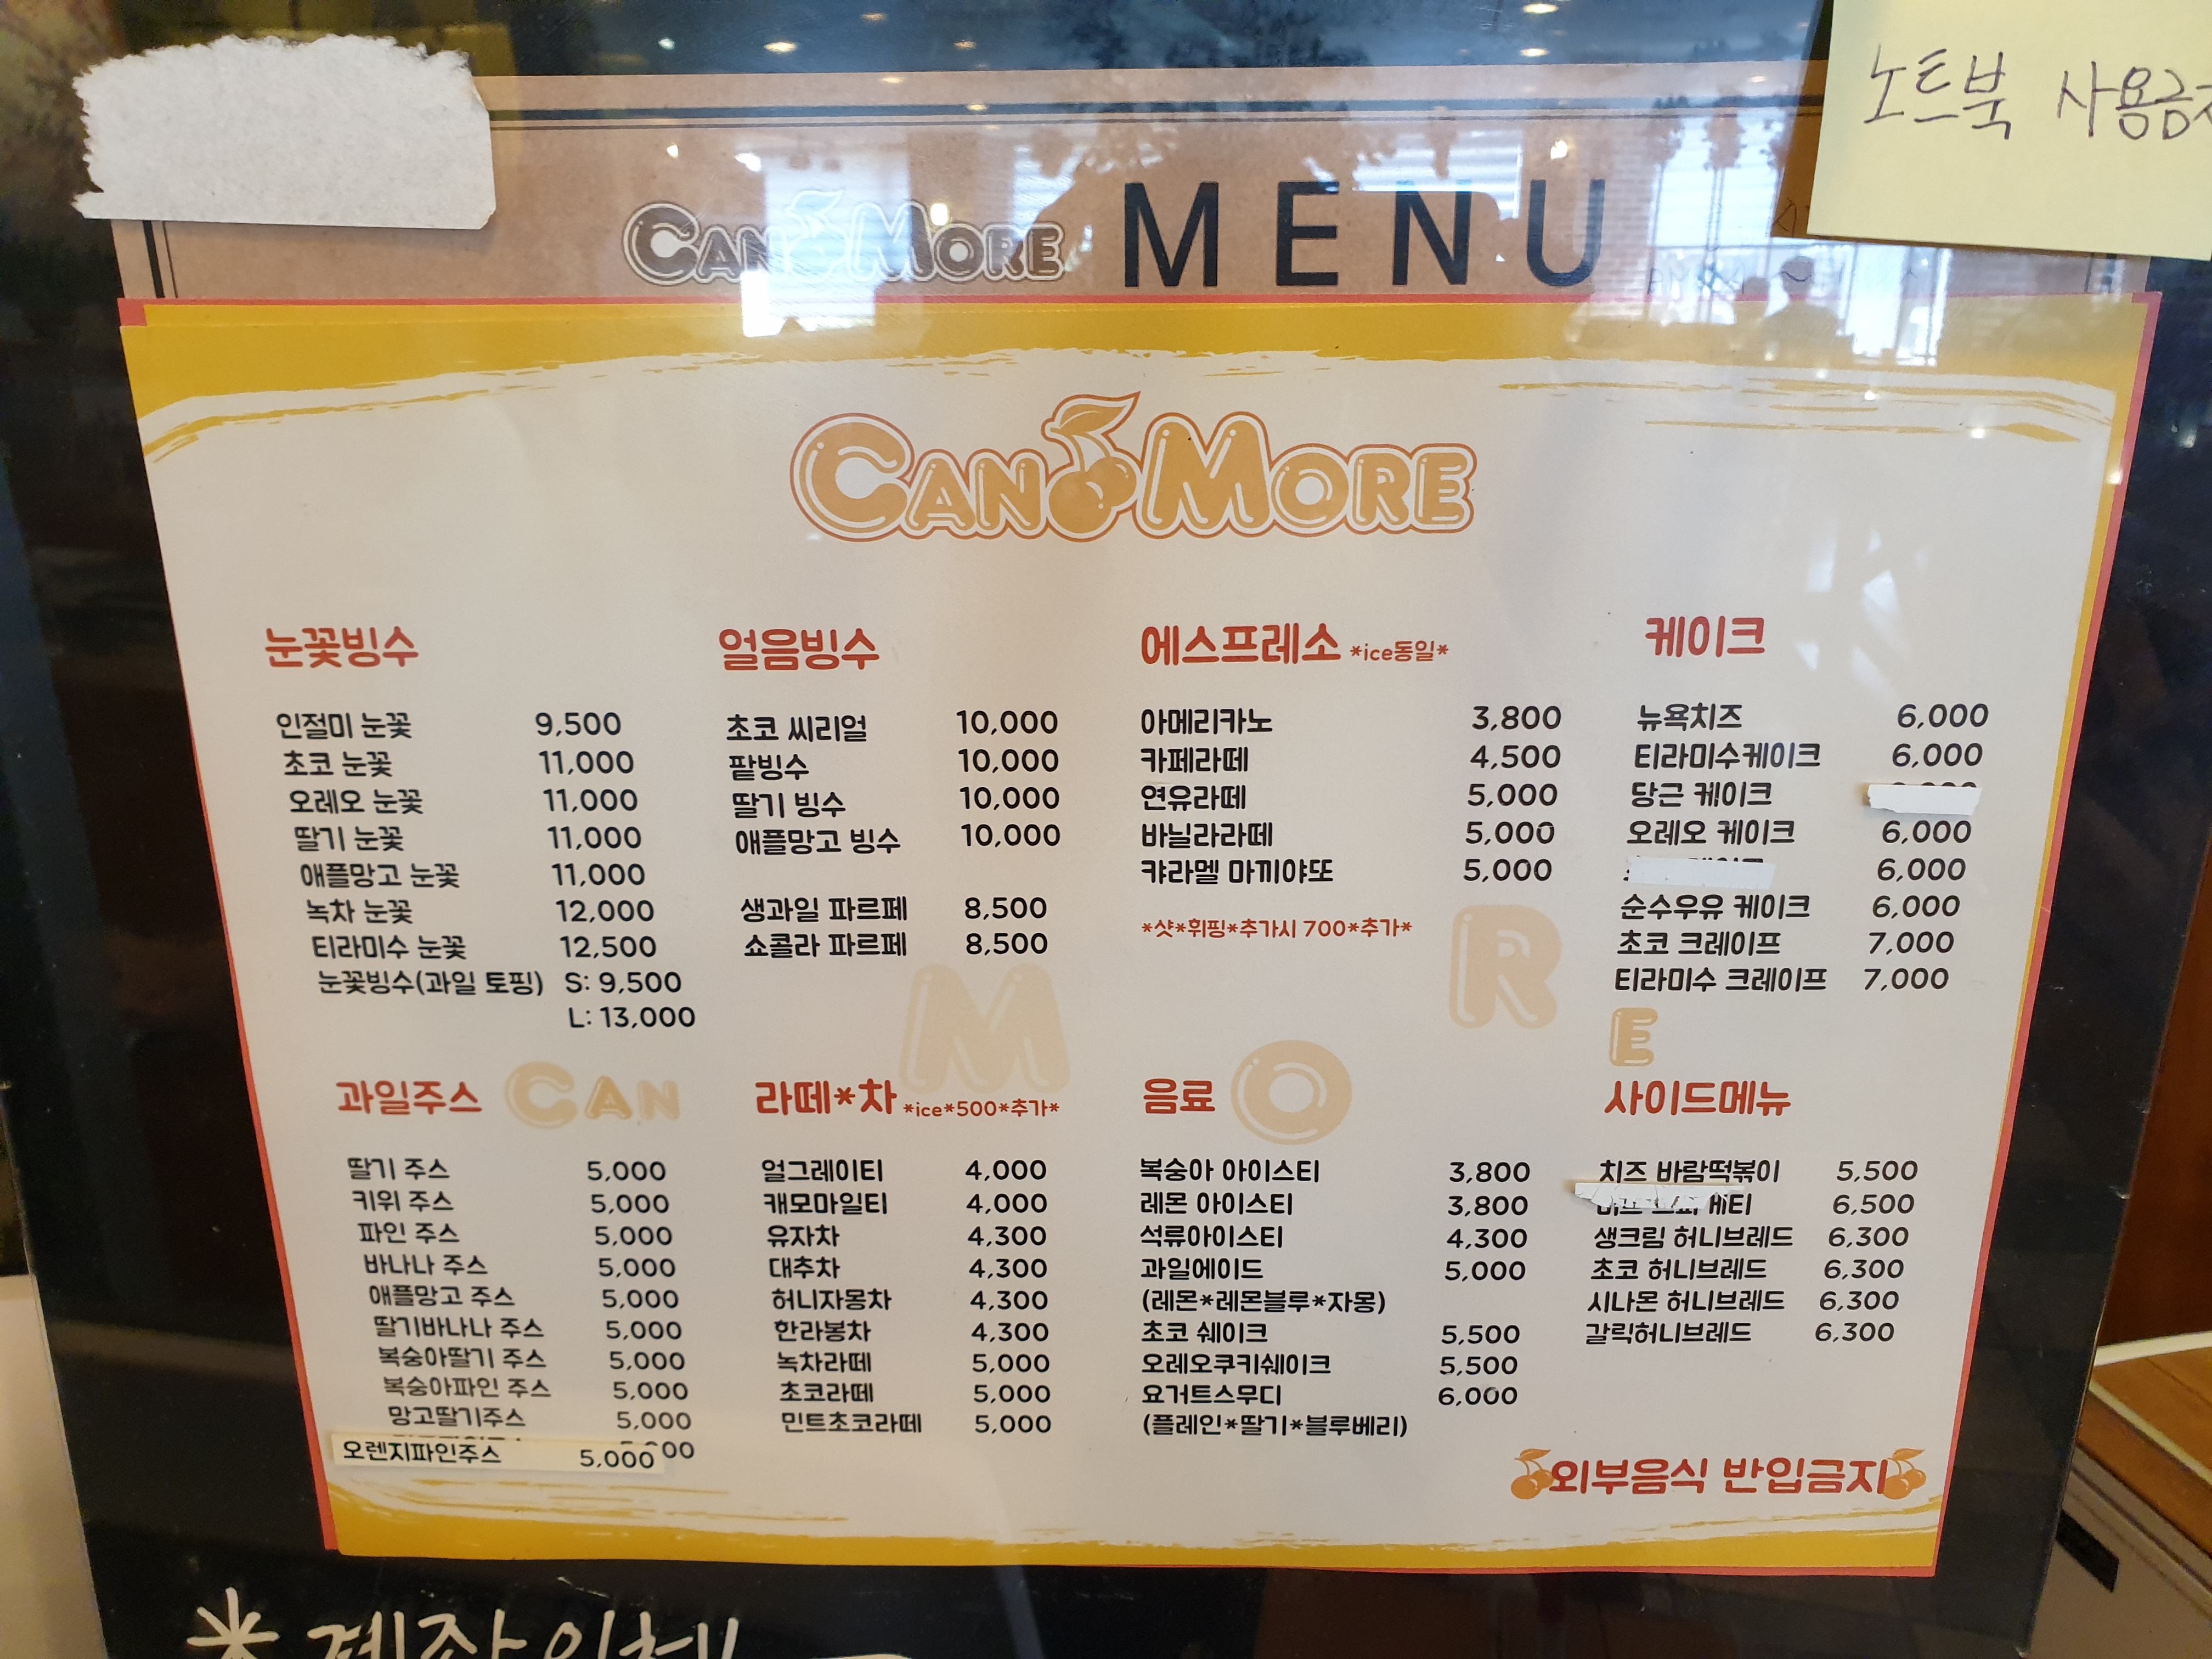 노트북 사용금지
CAN MORE MENU
CAN MORE
눈꽃빙수
인절미 눈꽃 9,500
초코 눈꽃 11,000
오레오 눈꽃 11,000
딸기 눈꽃 11,000
애플망고 눈꽃 11,000
녹차 눈꽃 12,000
티라미수 눈꽃 12,500
눈꽃빙수(과일 토핑) S: 9,500
L: 13,000
얼음빙수
초코 씨리얼 10,000
팥빙수 10,000
딸기 빙수 10,000
애플망고 빙수 10,000
생과일 파르페 8,500
쇼콜라 파르페 8,500
에스프레소 *ice동일*
아메리카노 3,800
카페라떼 4,500
연유라떼 5,000
바닐라라떼 5,000
캬라멜 마끼야또 5,000
*샷*휘핑*추가시 700*추가*
케이크
뉴욕치즈 6,000
티라미수케이크 6,000
당근 케이크
오레오 케이크 6,000
6,000
순수우유 케이크 6,000
초코 크레이프 7,000
티라미수 크레이프 7,000
CAN M O R E
과일주스
딸기 주스 5,000
키위 주스 5,000
파인 주스 5,000
바나나 주스 5,000
애플망고 주스 5,000
딸기바나나 주스 5,000
복숭아딸기 주스 5,000
복숭아파인 주스 5,000
망고딸기주스 5,000
오렌지파인주스 5,000
라떼*차 *ice*500*추가*
얼그레이티 4,000
캐모마일티 4,000
유자차 4,300
대추차 4,300
허니자몽차 4,300
한라봉차 4,300
녹차라떼 5,000
초코라떼 5,000
민트초코라떼 5,000
음료
복숭아 아이스티 3,800
레몬 아이스티 3,800
석류아이스티 4,300
과일에이드 5,000
(레몬*레몬블루*자몽)
초코 쉐이크 5,500
오레오쿠키쉐이크 5,500
요거트스무디 6,000
(플레인*딸기*블루베리)
사이드메뉴
치즈 바람떡볶이 5,500
6,500
생크림 허니브레드 6,300
초코 허니브레드 6,300
시나몬 허니브레드 6,300
갈릭허니브레드 6,300
외부음식 반입금지
*계좌이체